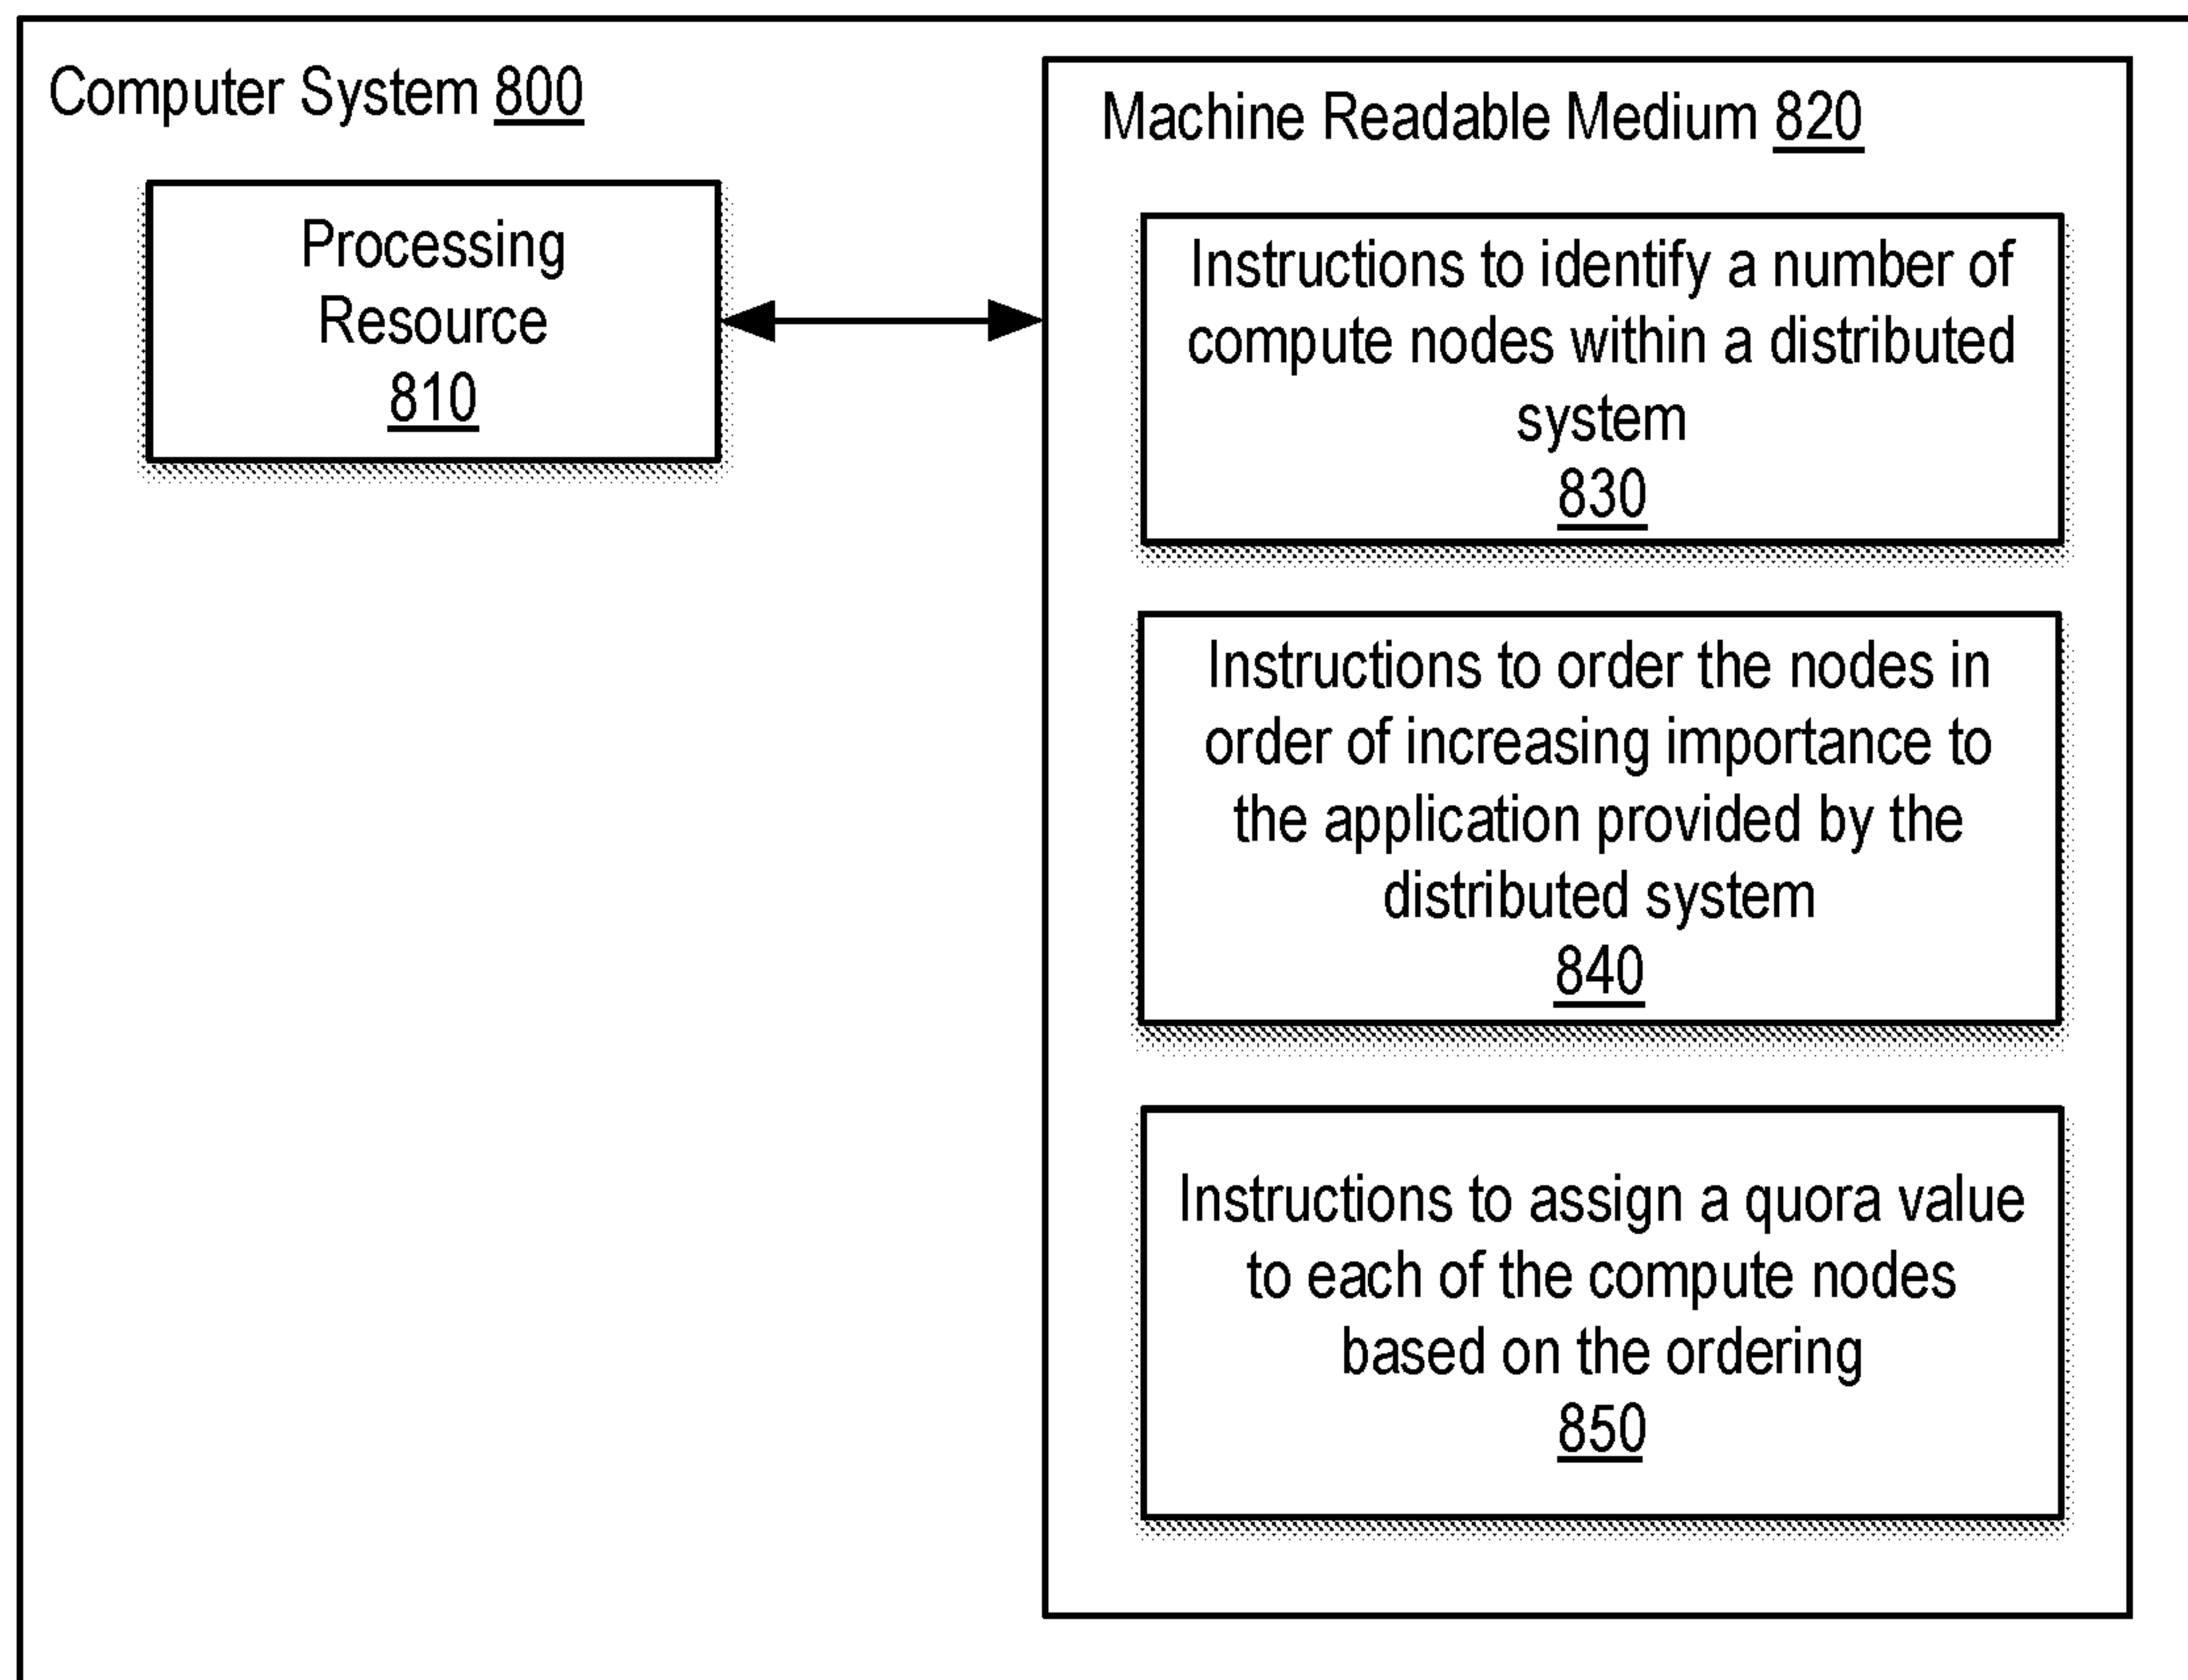 Computer System 800
Processing
Resource
810
Machine Readable Medium 820
Instructions to identify a number of
compute nodes within a distributed
system
830
Instructions to order the nodes in
order of increasing importance to
the application provided by the
distributed system
840
Instructions to assign a quora value
to each of the compute nodes
based on the ordering
850